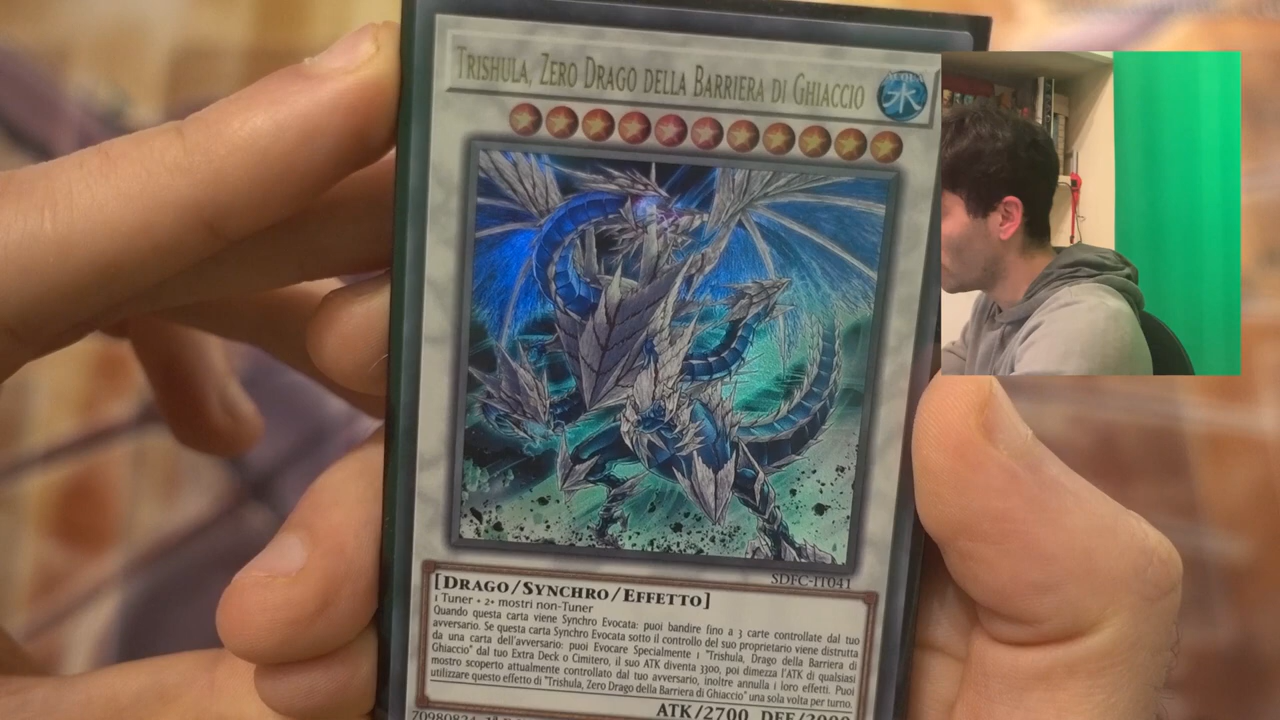 Trishula, Zero Drago della Barriera di Ghiaccio
ACQUA
水
SDFC-IT041
[Drago/Synchro/Effetto]
1 Tuner + 2+ mostri non-Tuner
Quando questa carta viene Synchro Evocata: puoi bandire fino a 3 carte controllate dal tuo
avversario. Se questa carta Synchro Evocata sotto il controllo del suo proprietario viene distrutta
da una carta dell'avversario: puoi Evocare Specialmente 1 "Trishula, Drago della Barriera di
Ghiaccio" dal tuo Extra Deck o Cimitero, il suo ATK diventa 3300, poi dimezza l'ATK di qualsiasi
mostro scoperto attualmente controllato dal tuo avversario, inoltre annulla i loro effetti. Puoi
utilizzare questo effetto di "Trishula, Zero Drago della Barriera di Ghiaccio" una sola volta per turno.
ATK/2700 DEF/2000
70980824